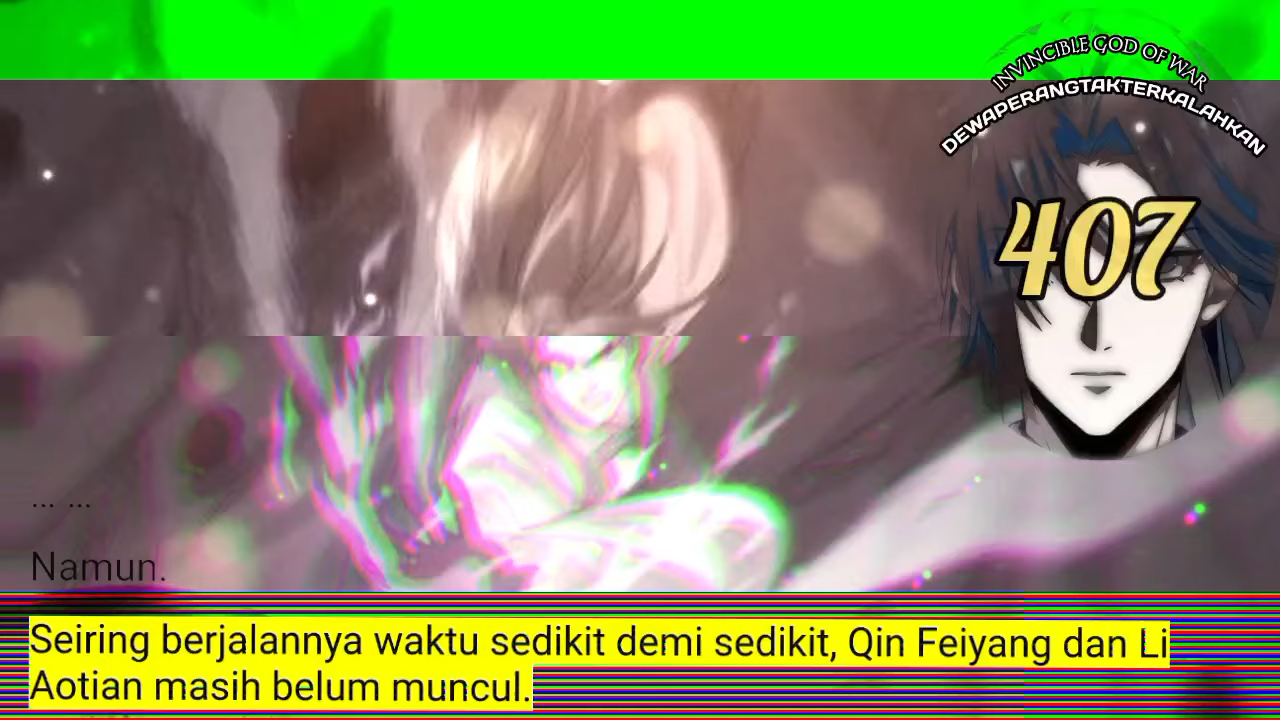 INVINCIBLE GOD OF WAR
DEWAPERANGTAKTERKALAHKAN
407
... ...
Namun.
Seiring berjalannya waktu sedikit demi sedikit, Qin Feiyang dan Li
Aotian masih belum muncul.